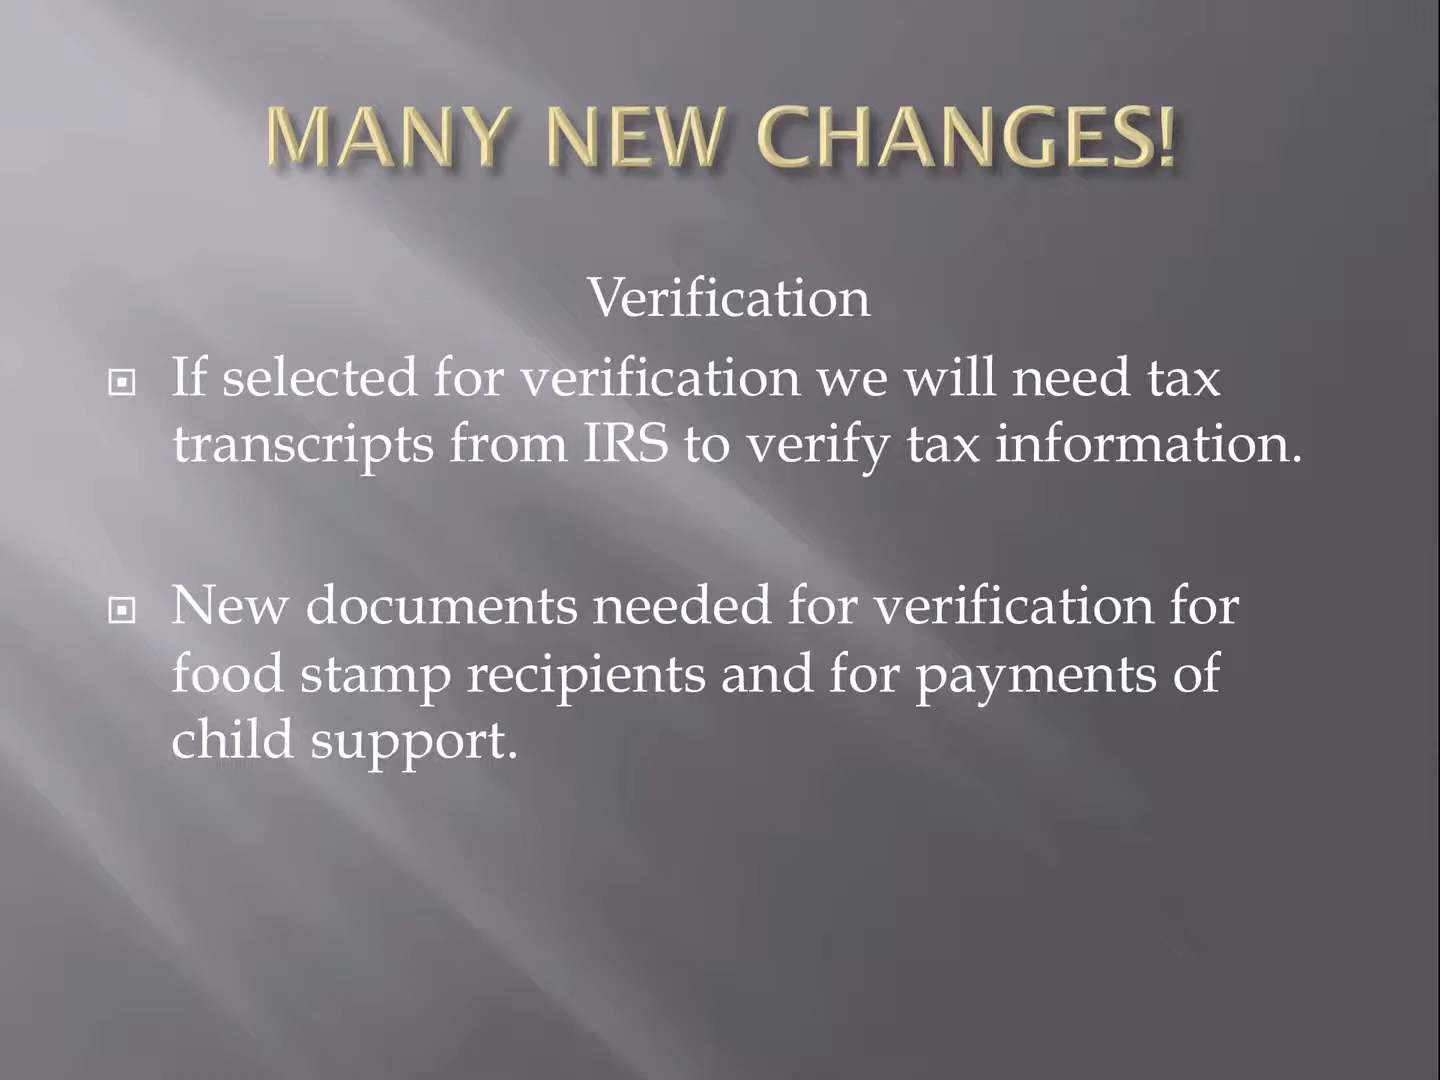 MANY NEW CHANGES!
Verification
If selected for verification we will need tax
transcripts from IRS to verify tax information.
New documents needed for verification for
food stamp recipients and for payments of
child support.